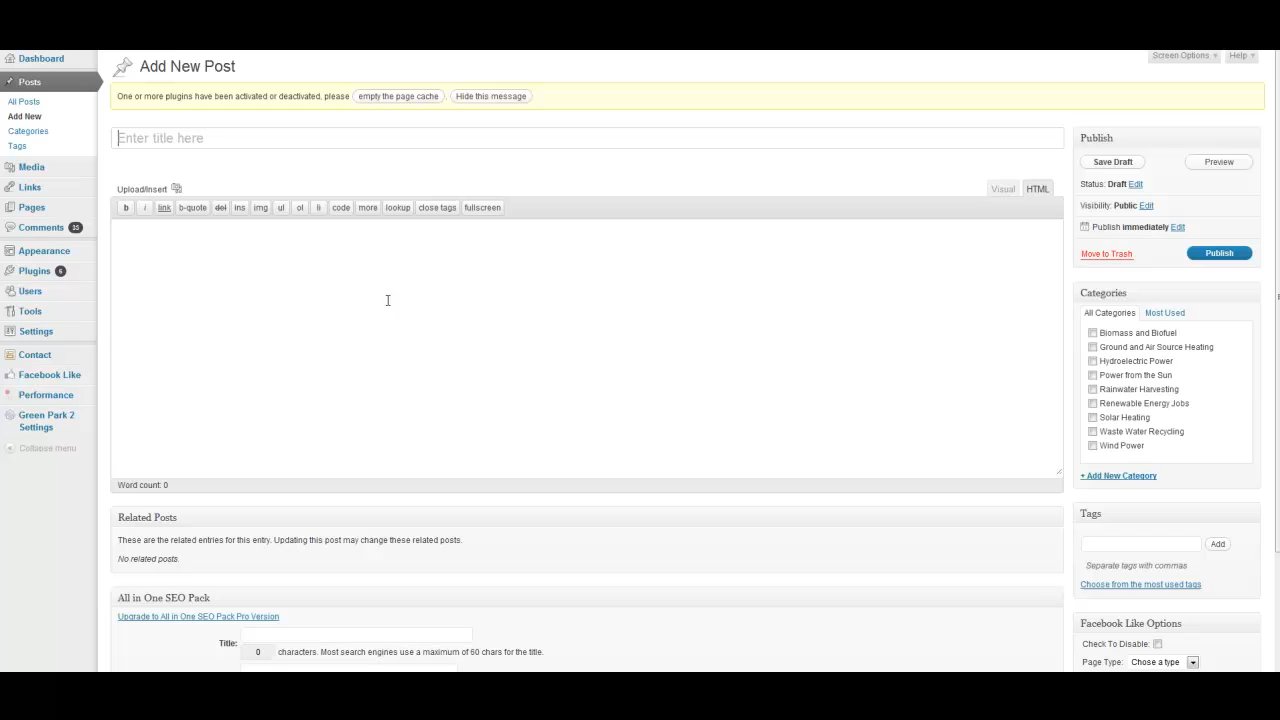 Dashboard
Posts
All Posts
Add New
Categories
Tags
Media
Links
Pages
Comments 35
Appearance
Plugins 6
Users
Tools
Settings
Contact
Facebook Like
Performance
Green Park 2
Settings
Collapse menu
Add New Post
Screen Options
Help
One or more plugins have been activated or deactivated, please empty the page cache . Hide this message
Enter title here
Upload/Insert
Visual
HTML
b i link b-quote del ins img ul ol li code more lookup close tags fullscreen
Word count: 0
Related Posts
These are the related entries for this entry. Updating this post may change these related posts.
No related posts.
All in One SEO Pack
Upgrade to All in One SEO Pack Pro Version
Title:
0 characters. Most search engines use a maximum of 60 chars for the title.
Publish
Save Draft
Preview
Status: Draft Edit
Visibility: Public Edit
Publish immediately Edit
Move to Trash
Publish
Categories
All Categories Most Used
Biomass and Biofuel
Ground and Air Source Heating
Hydroelectric Power
Power from the Sun
Rainwater Harvesting
Renewable Energy Jobs
Solar Heating
Waste Water Recycling
Wind Power
+ Add New Category
Tags
Add
Separate tags with commas
Choose from the most used tags
Facebook Like Options
Check To Disable:
Page Type: Chose a type